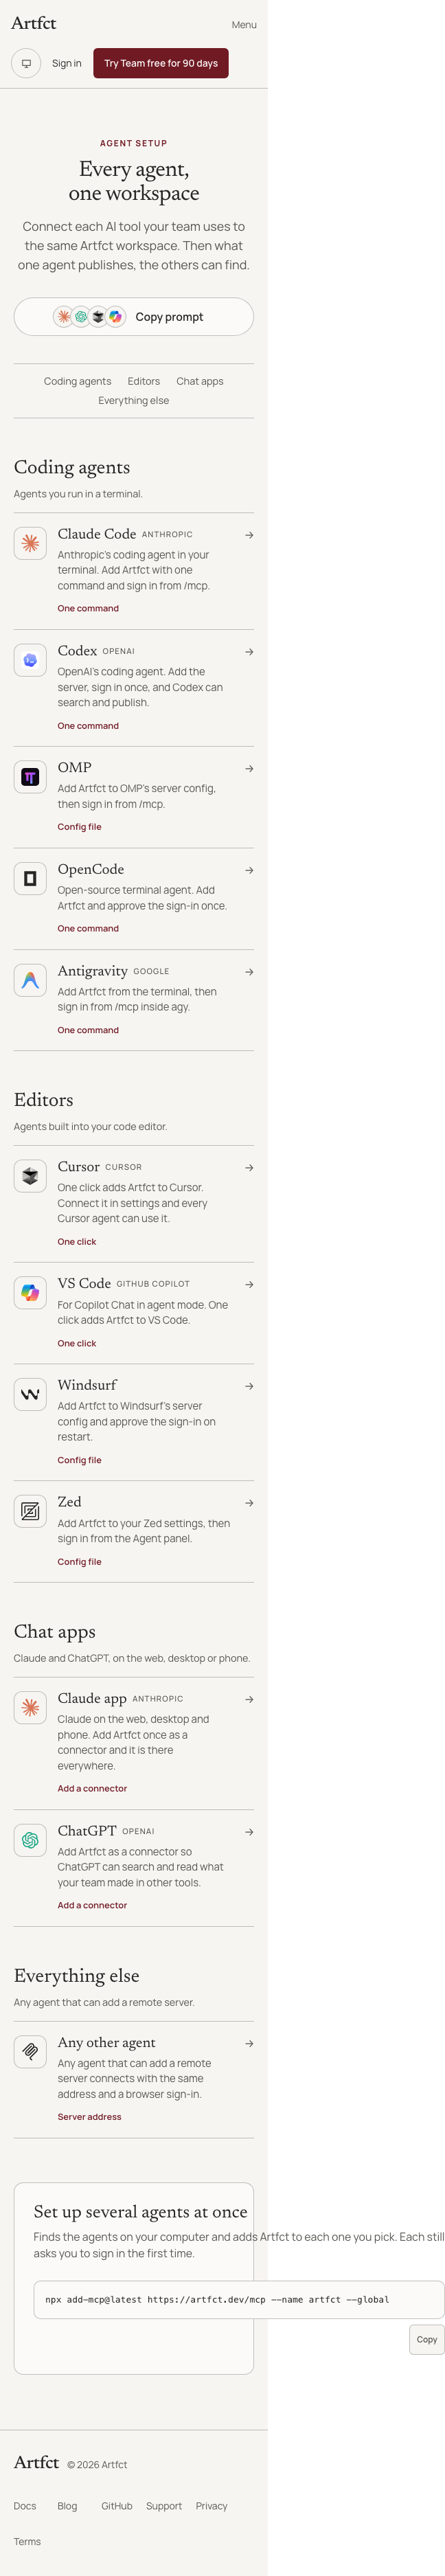 Artfct
Menu
Sign in
Try Team free for 90 days
AGENT SETUP
Every agent,
one workspace
Connect each AI tool your team uses to
the same Artfct workspace. Then what
one agent publishes, the others can find.
Copy prompt
Coding agents
Editors
Chat apps
Everything else
Coding agents
Agents you run in a terminal.
Claude Code ANTHROPIC
→
Anthropic's coding agent in your
terminal. Add Artfct with one
command and sign in from /mcp.
One command
Codex OPENAI
→
OpenAI's coding agent. Add the
server, sign in once, and Codex can
search and publish.
One command
OMP
→
Add Artfct to OMP's server config,
then sign in from /mcp.
Config file
OpenCode
→
Open-source terminal agent. Add
Artfct and approve the sign-in once.
One command
Antigravity GOOGLE
→
Add Artfct from the terminal, then
sign in from /mcp inside agy.
One command
Editors
Agents built into your code editor.
Cursor CURSOR
→
One click adds Artfct to Cursor.
Connect it in settings and every
Cursor agent can use it.
One click
VS Code GITHUB COPILOT
→
For Copilot Chat in agent mode. One
click adds Artfct to VS Code.
One click
Windsurf
→
Add Artfct to Windsurf's server
config and approve the sign-in on
restart.
Config file
Zed
→
Add Artfct to your Zed settings, then
sign in from the Agent panel.
Config file
Chat apps
Claude and ChatGPT, on the web, desktop or phone.
Claude app ANTHROPIC
→
Claude on the web, desktop and
phone. Add Artfct once as a
connector and it is there
everywhere.
Add a connector
ChatGPT OPENAI
→
Add Artfct as a connector so
ChatGPT can search and read what
your team made in other tools.
Add a connector
Everything else
Any agent that can add a remote server.
Any other agent
→
Any agent that can add a remote
server connects with the same
address and a browser sign-in.
Server address
Set up several agents at once
Finds the agents on your computer and adds Artfct to each one you pick. Each still
asks you to sign in the first time.
npx add-mcp@latest https://artfct.dev/mcp --name artfct --global
Copy
Artfct © 2026 Artfct
Docs
Blog
GitHub
Support
Privacy
Terms